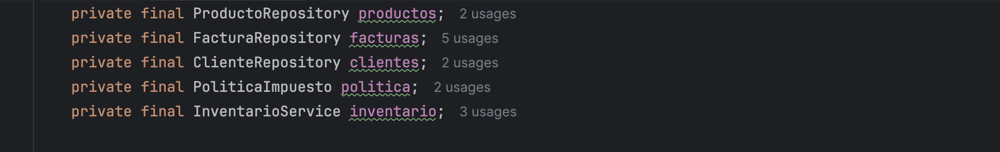 private final ProductoRepository productos; 2 usages
private final FacturaRepository facturas; 5 usages
private final ClienteRepository clientes; 2 usages
private final PoliticaImpuesto politica; 2 usages
private final InventarioService inventario; 3 usages